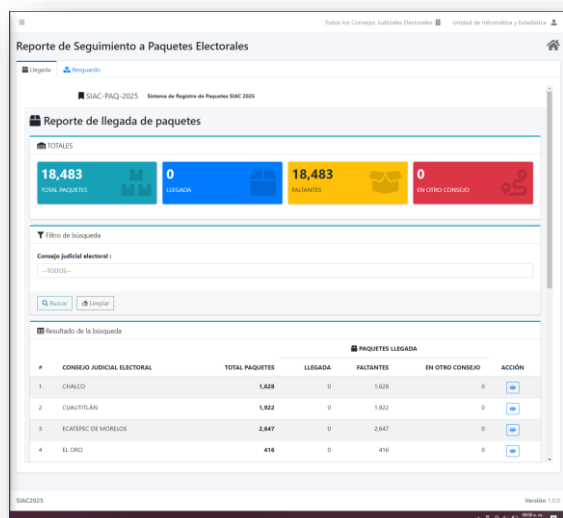 Todos los Consejos Judiciales Electorales Unidad de Informática y Estadística
Reporte de Seguimiento a Paquetes Electorales
Llegada Resguardo
SIAC-PAQ-2025 Sistema de Registro de Paquetes SIAC 2025
Reporte de llegada de paquetes
TOTALES
18,483 0 18,483 0
TOTAL PAQUETES LLEGADA FALTANTES EN OTRO CONSEJO
Filtro de búsqueda
Consejo judicial electoral :
--TODOS--
Buscar Limpiar
Resultado de la búsqueda
PAQUETES LLEGADA
# CONSEJO JUDICIAL ELECTORAL TOTAL PAQUETES LLEGADA FALTANTES EN OTRO CONSEJO ACCIÓN
1 CHALCO 1,628 0 1,628 0
2 CUAUTITLÁN 1,922 0 1,922 0
3 ECATEPEC DE MORELOS 2,647 0 2,647 0
4 EL ORO 416 0 416 0
SIAC2025 Versión 1.0.0